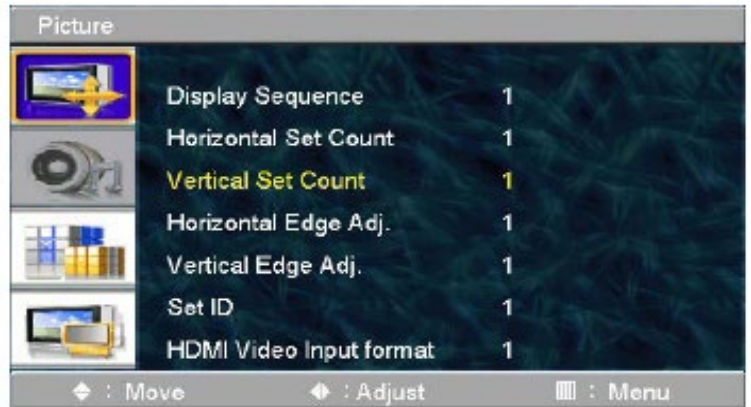 Picture
Display Sequence 1
Horizontal Set Count 1
Vertical Set Count 1
Horizontal Edge Adj. 1
Vertical Edge Adj. 1
Set ID 1
HDMI Video Input format 1
: Move : Adjust : Menu